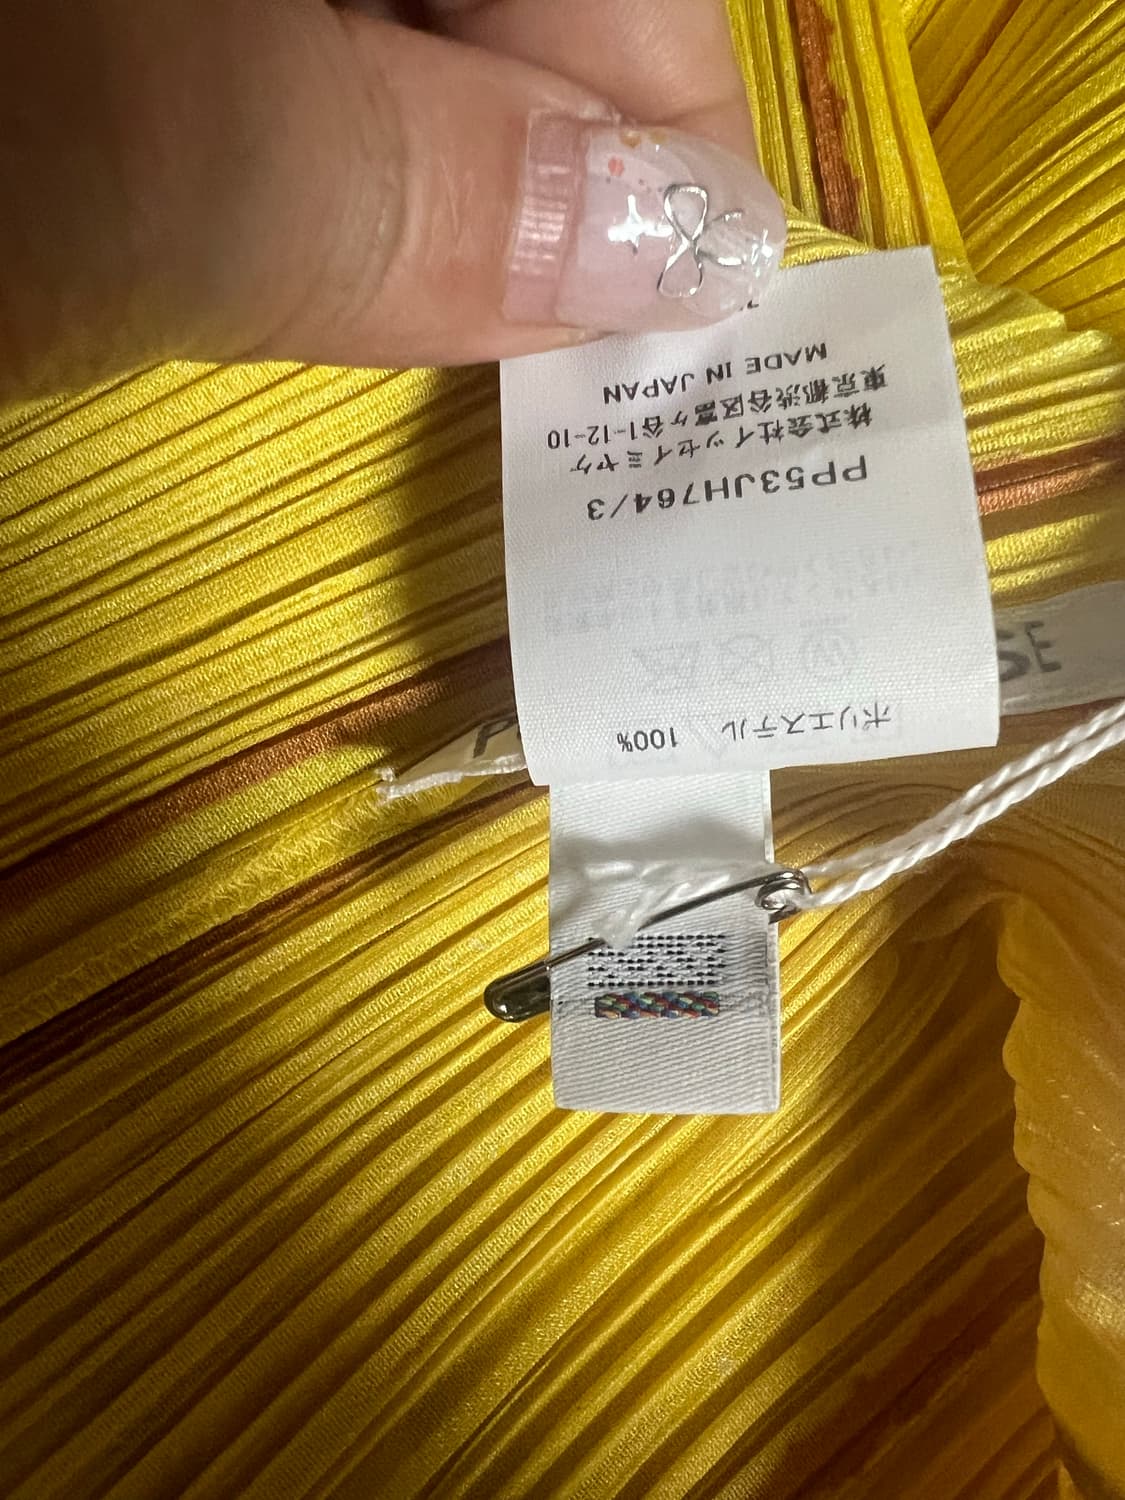 ポリエステル 100%
PP53JH764/3
株式会社イッセイミヤケ
東京都渋谷区富ヶ谷1-12-10
MADE IN JAPAN
P
SE